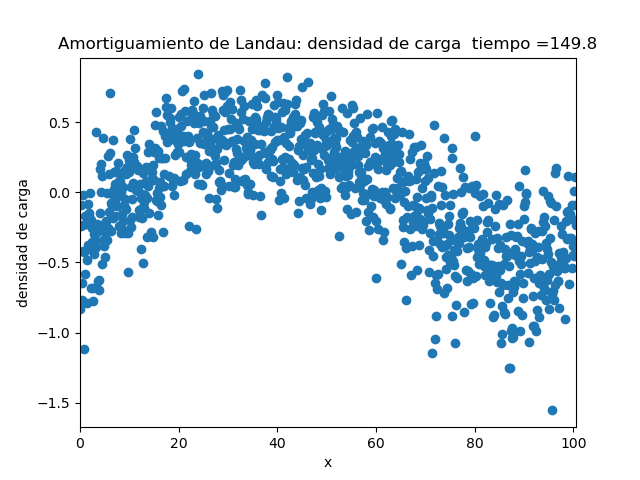 Amortiguamiento de Landau: densidad de carga  tiempo =149.8
densidad de carga
0.5
0.0
−0.5
−1.0
−1.5
0 20 40 60 80 100
x